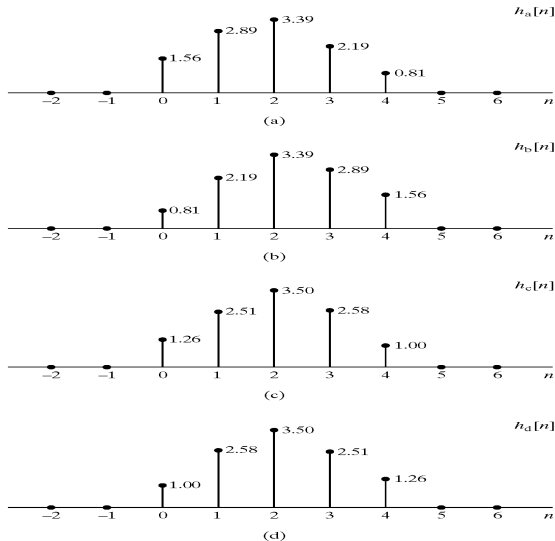 hₐ[n]
3.39
2.89
2.19
1.56
0.81
–2 –1 0 1 2 3 4 5 6 n
(a)
h_b[n]
3.39
2.89
2.19
1.56
0.81
–2 –1 0 1 2 3 4 5 6 n
(b)
h_c[n]
3.50
2.51
2.58
1.26
1.00
–2 –1 0 1 2 3 4 5 6 n
(c)
h_d[n]
3.50
2.58
2.51
1.00
1.26
–2 –1 0 1 2 3 4 5 6 n
(d)